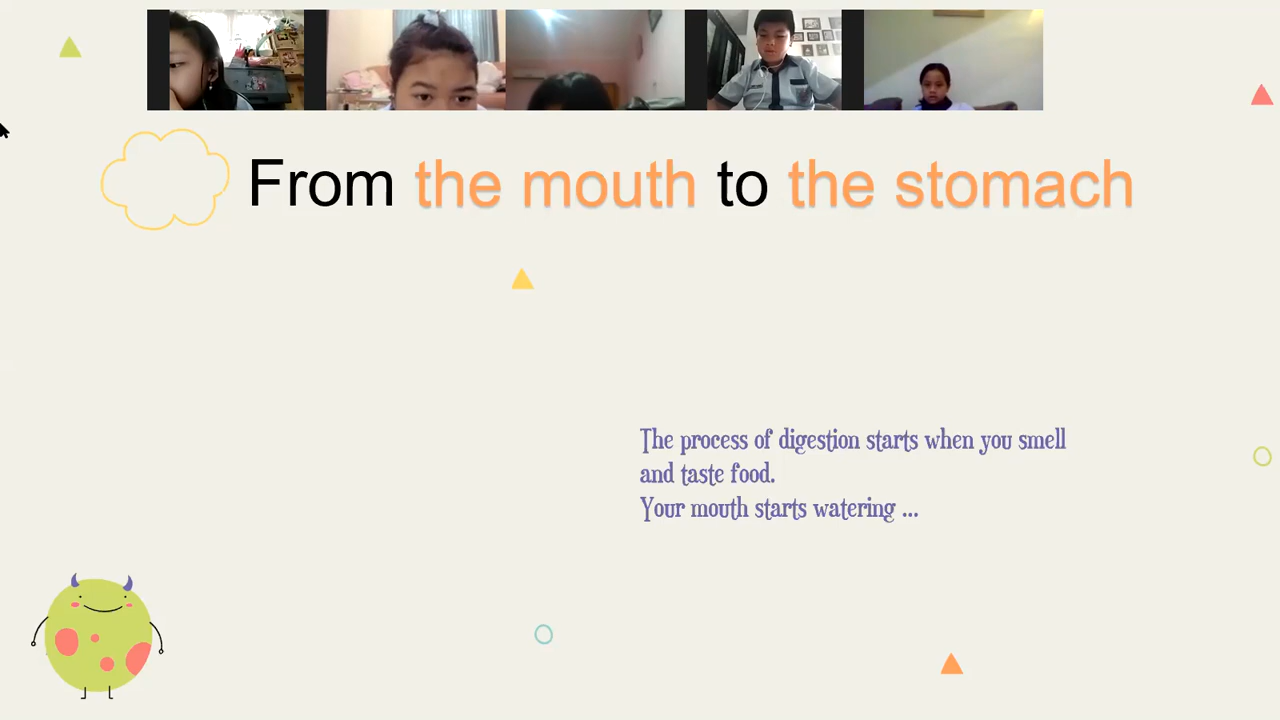 From the mouth to the stomach
The process of digestion starts when you smell
and taste food.
Your mouth starts watering ...